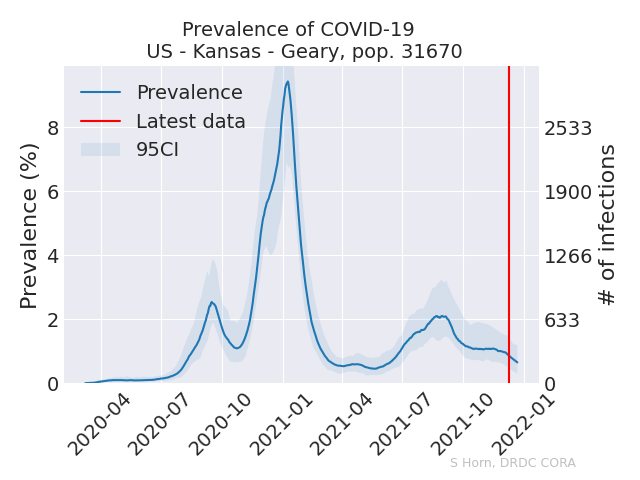 Prevalence of COVID-19
US - Kansas - Geary, pop. 31670
Prevalence
Latest data
95CI
Prevalence (%)
8
6
4
2
0
# of infections
2533
1900
1266
633
0
2020-04
2020-07
2020-10
2021-01
2021-04
2021-07
2021-10
2022-01
S Horn, DRDC CORA